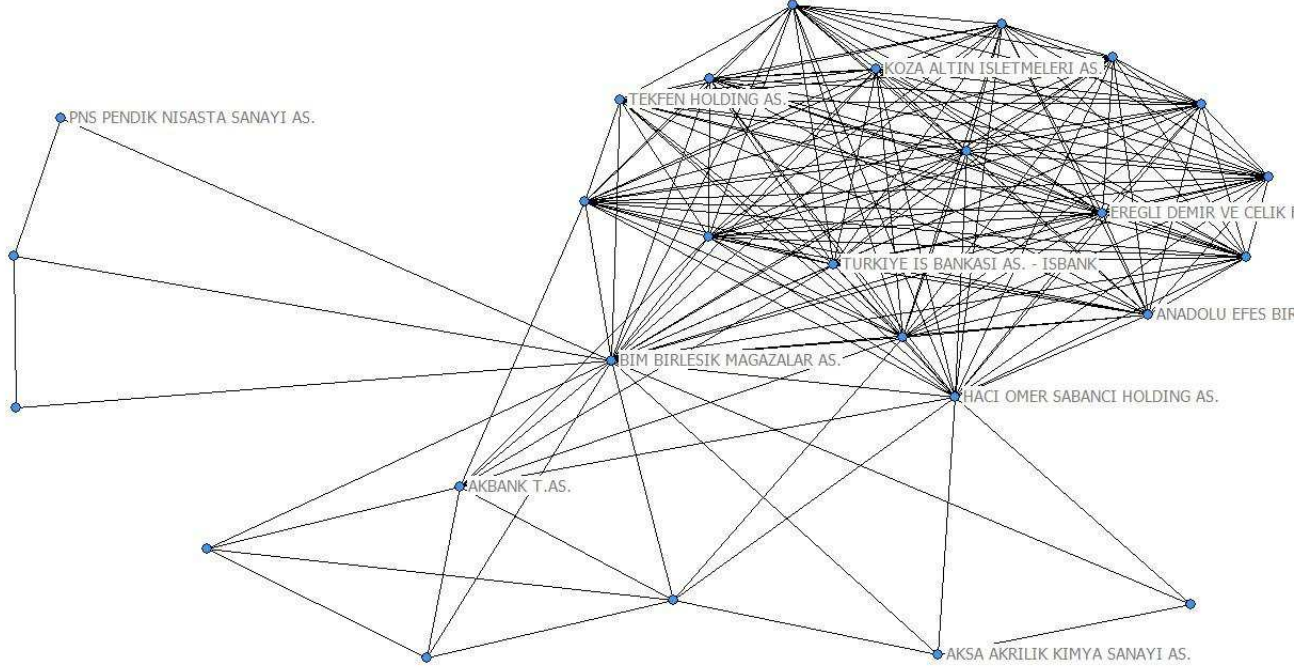 KOZA ALTIN ISLETMELERI AS.
TEKFEN HOLDING AS.
PNS PENDIK NISASTA SANAYI AS.
EREGLI DEMIR VE CELIK
TURKIYE IS BANKASI AS. - ISBANK
ANADOLU EFES BIR
BIM BIRLESIK MAGAZALAR AS.
HACI OMER SABANCI HOLDING AS.
AKBANK T.AS.
AKSA AKRILIK KIMYA SANAYI AS.